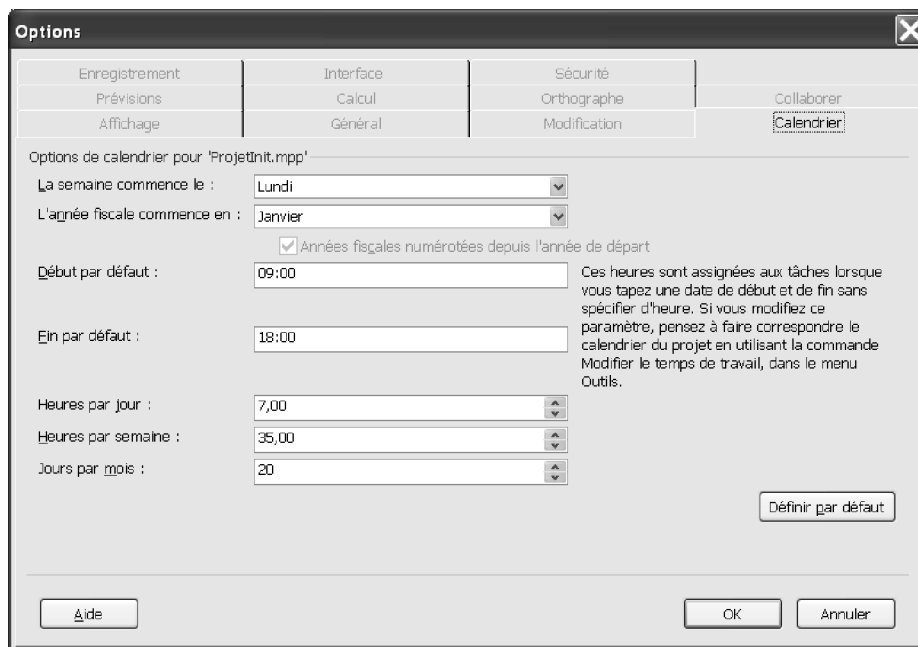 Options
Enregistrement Interface Sécurité
Prévisions Calcul Orthographe Collaborer
Affichage Général Modification Calendrier
Options de calendrier pour 'ProjetInit.mpp'
La semaine commence le : Lundi
L'année fiscale commence en : Janvier
Années fiscales numérotées depuis l'année de départ
Début par défaut : 09:00
Fin par défaut : 18:00
Ces heures sont assignées aux tâches lorsque
vous tapez une date de début et de fin sans
spécifier d'heure. Si vous modifiez ce
paramètre, pensez à faire correspondre le
calendrier du projet en utilisant la commande
Modifier le temps de travail, dans le menu
Outils.
Heures par jour : 7,00
Heures par semaine : 35,00
Jours par mois : 20
Définir par défaut
Aide OK Annuler